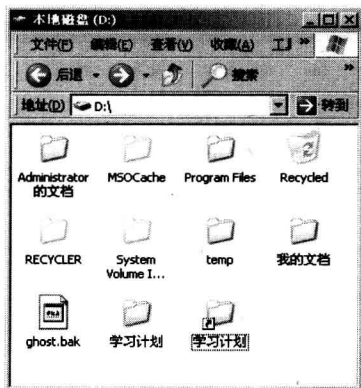 本地磁盘 (D:)
文件(F) 编辑(E) 查看(V) 收藏(A) 工具 »
后退 搜索 »
地址(D) D:\ 转到
Administrator 的文档
MSOCache
Program Files
Recycled
RECYCLER
System Volume I...
temp
我的文档
ghost.bak
学习计划
学习计划